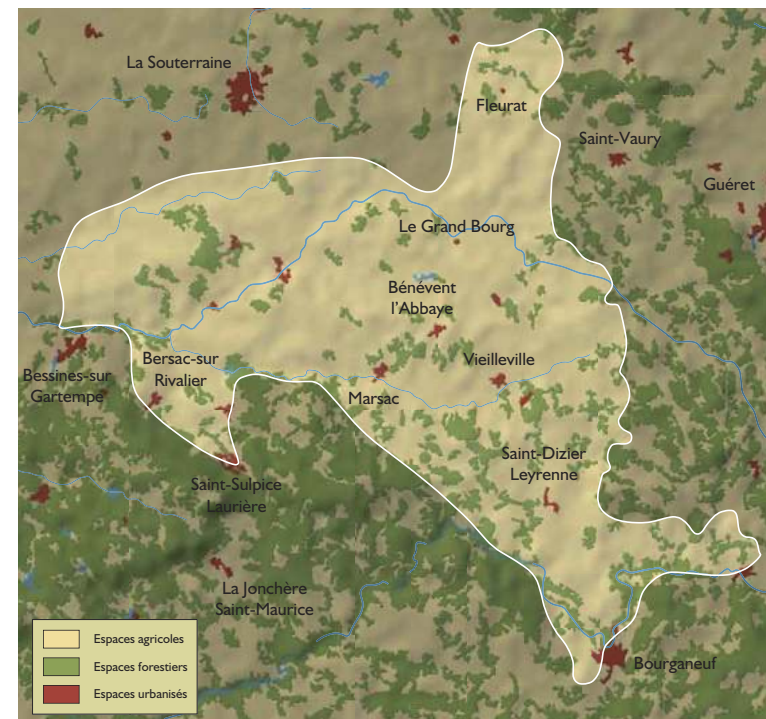 La Souterraine
Fleurat
Saint-Vaury
Guéret
Le Grand Bourg
Bénévent
l'Abbaye
Bersac-sur
Rivalier
Vieilleville
Bessines-sur
Gartempe
Marsac
Saint-Dizier
Leyrenne
Saint-Sulpice
Laurière
La Jonchère
Saint-Maurice
Bourganeuf
Espaces agricoles
Espaces forestiers
Espaces urbanisés